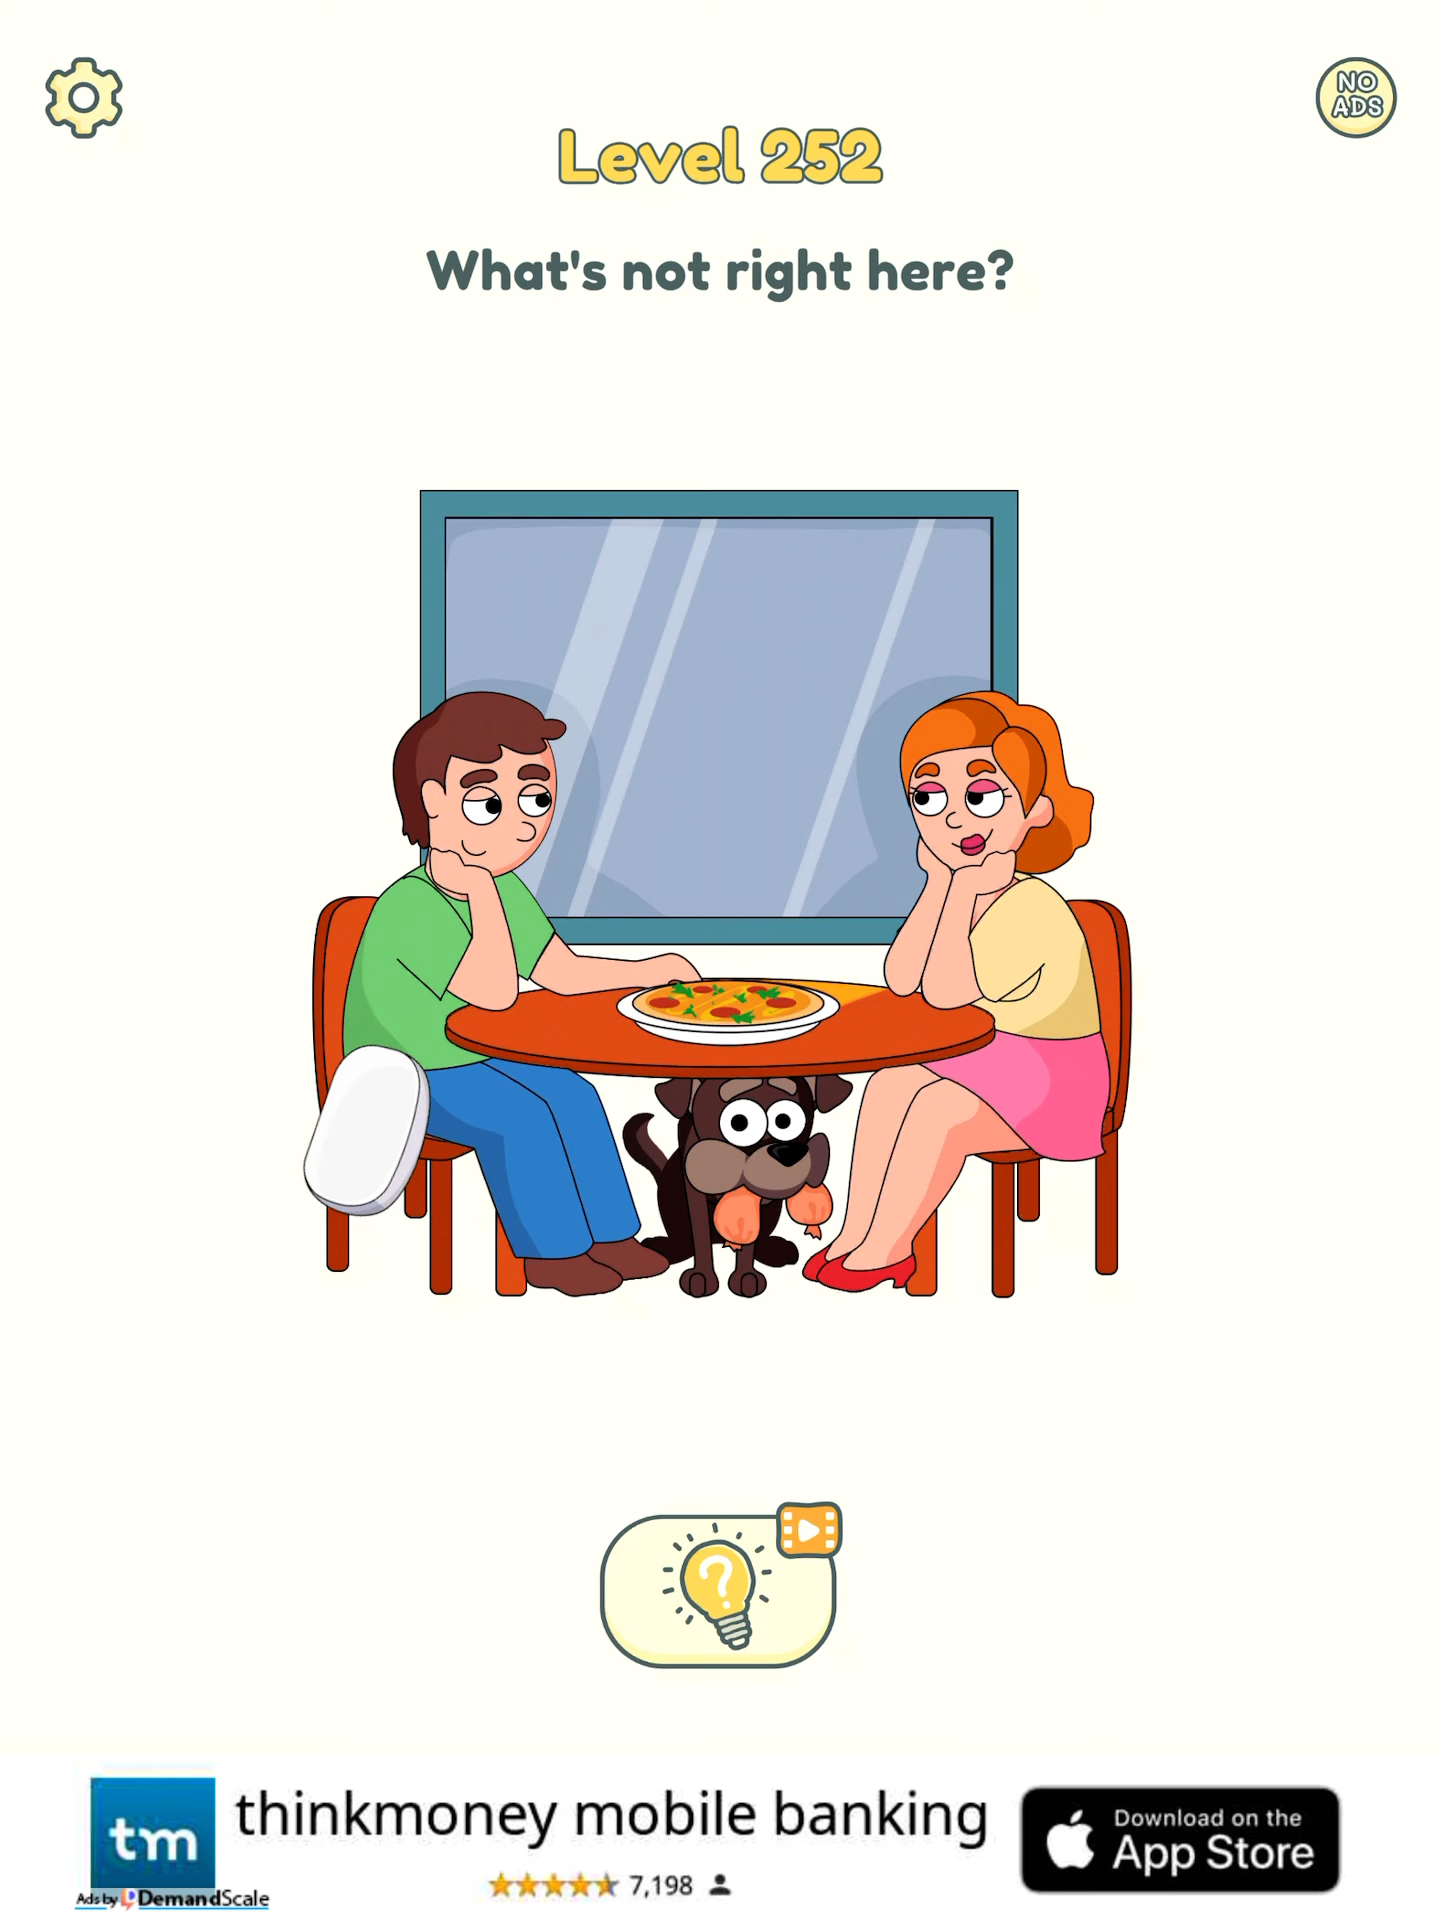 NO
ADS
Level 252
What's not right here?
?
tm
thinkmoney mobile banking
7,198
Ads by DemandScale
Download on the
App Store